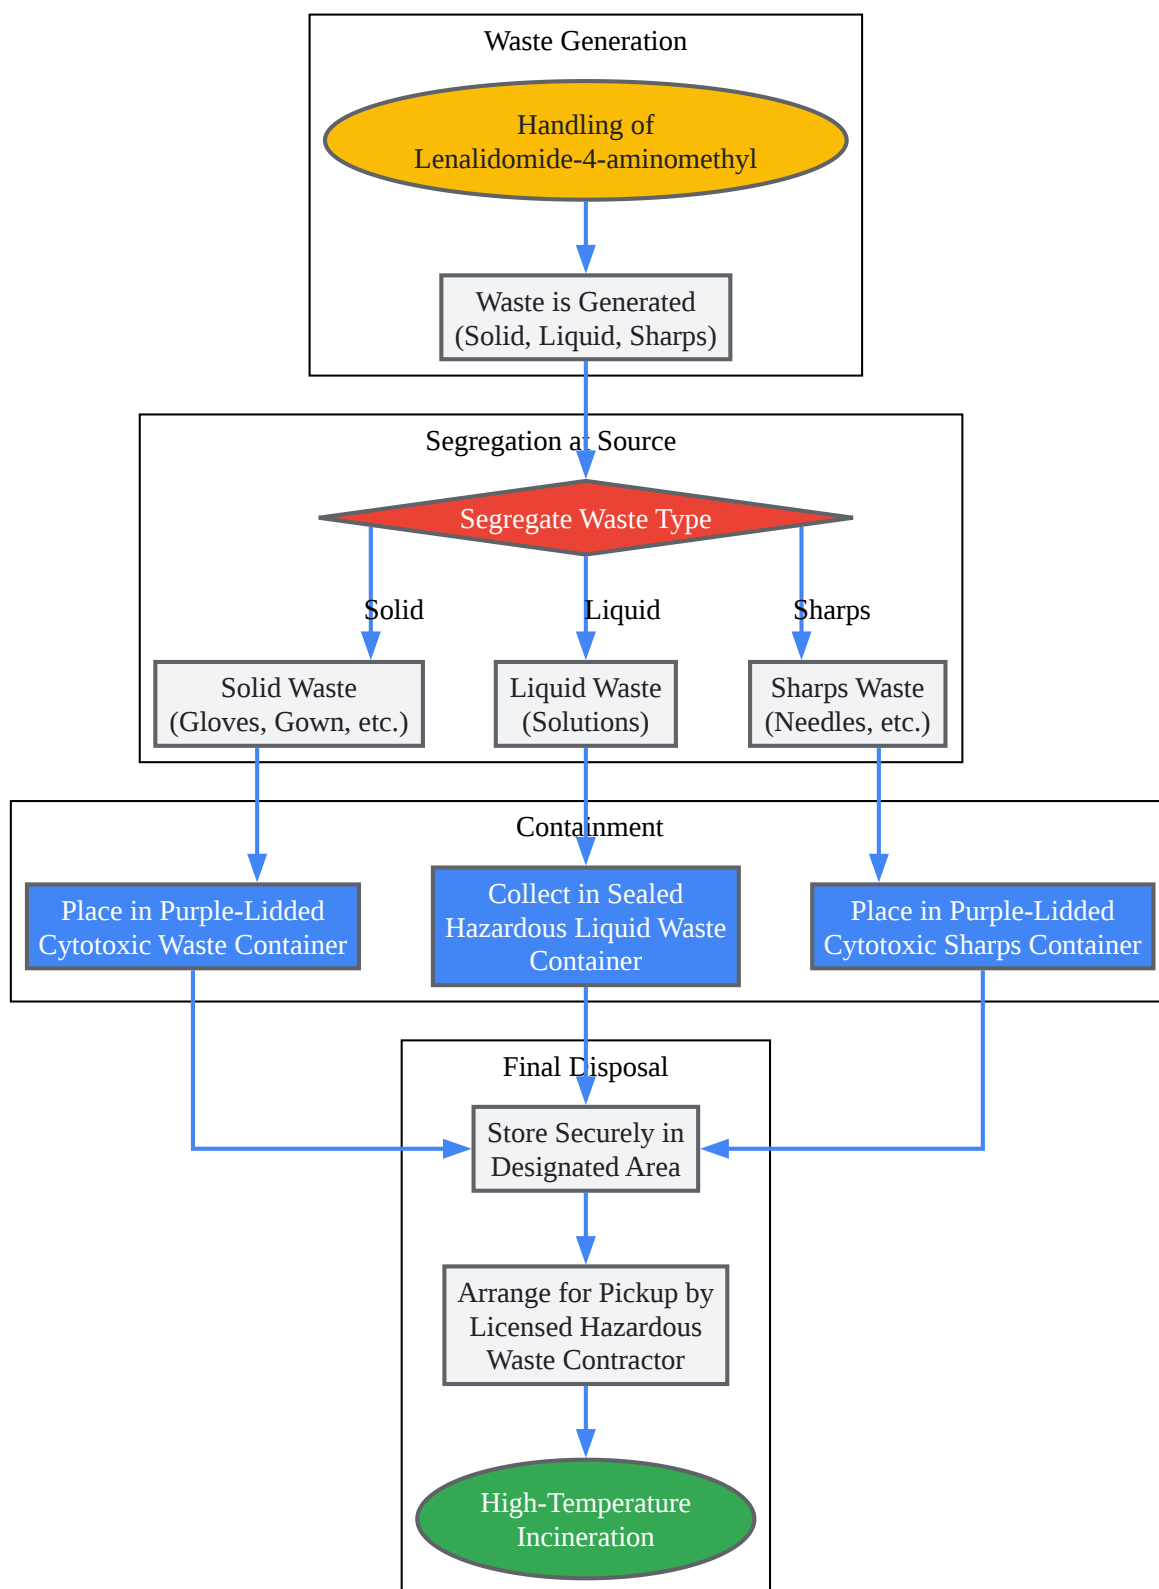 Waste Generation
Handling of
Lenalidomide-4-aminomethyl
Waste is Generated
(Solid, Liquid, Sharps)
Segregation at Source
Segregate Waste Type
Solid
Liquid
Sharps
Solid Waste
(Gloves, Gown, etc.)
Liquid Waste
(Solutions)
Sharps Waste
(Needles, etc.)
Containment
Place in Purple-Lidded
Cytotoxic Waste Container
Collect in Sealed
Hazardous Liquid Waste
Container
Place in Purple-Lidded
Cytotoxic Sharps Container
Final Disposal
Store Securely in
Designated Area
Arrange for Pickup by
Licensed Hazardous
Waste Contractor
High-Temperature
Incineration